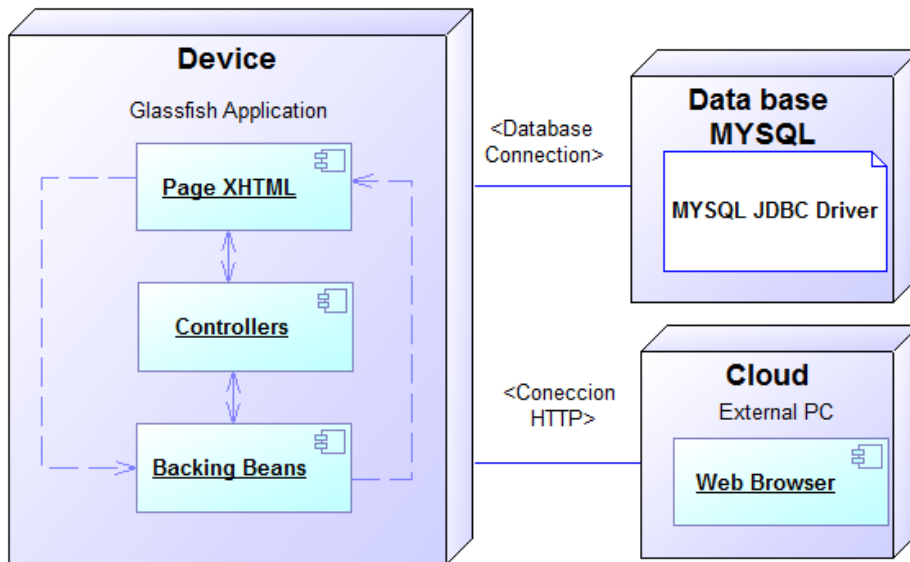 Device
Glassfish Application
Page XHTML
Controllers
Backing Beans
<Database
Connection>
Data base
MYSQL
MYSQL JDBC Driver
<Coneccion
HTTP>
Cloud
External PC
Web Browser